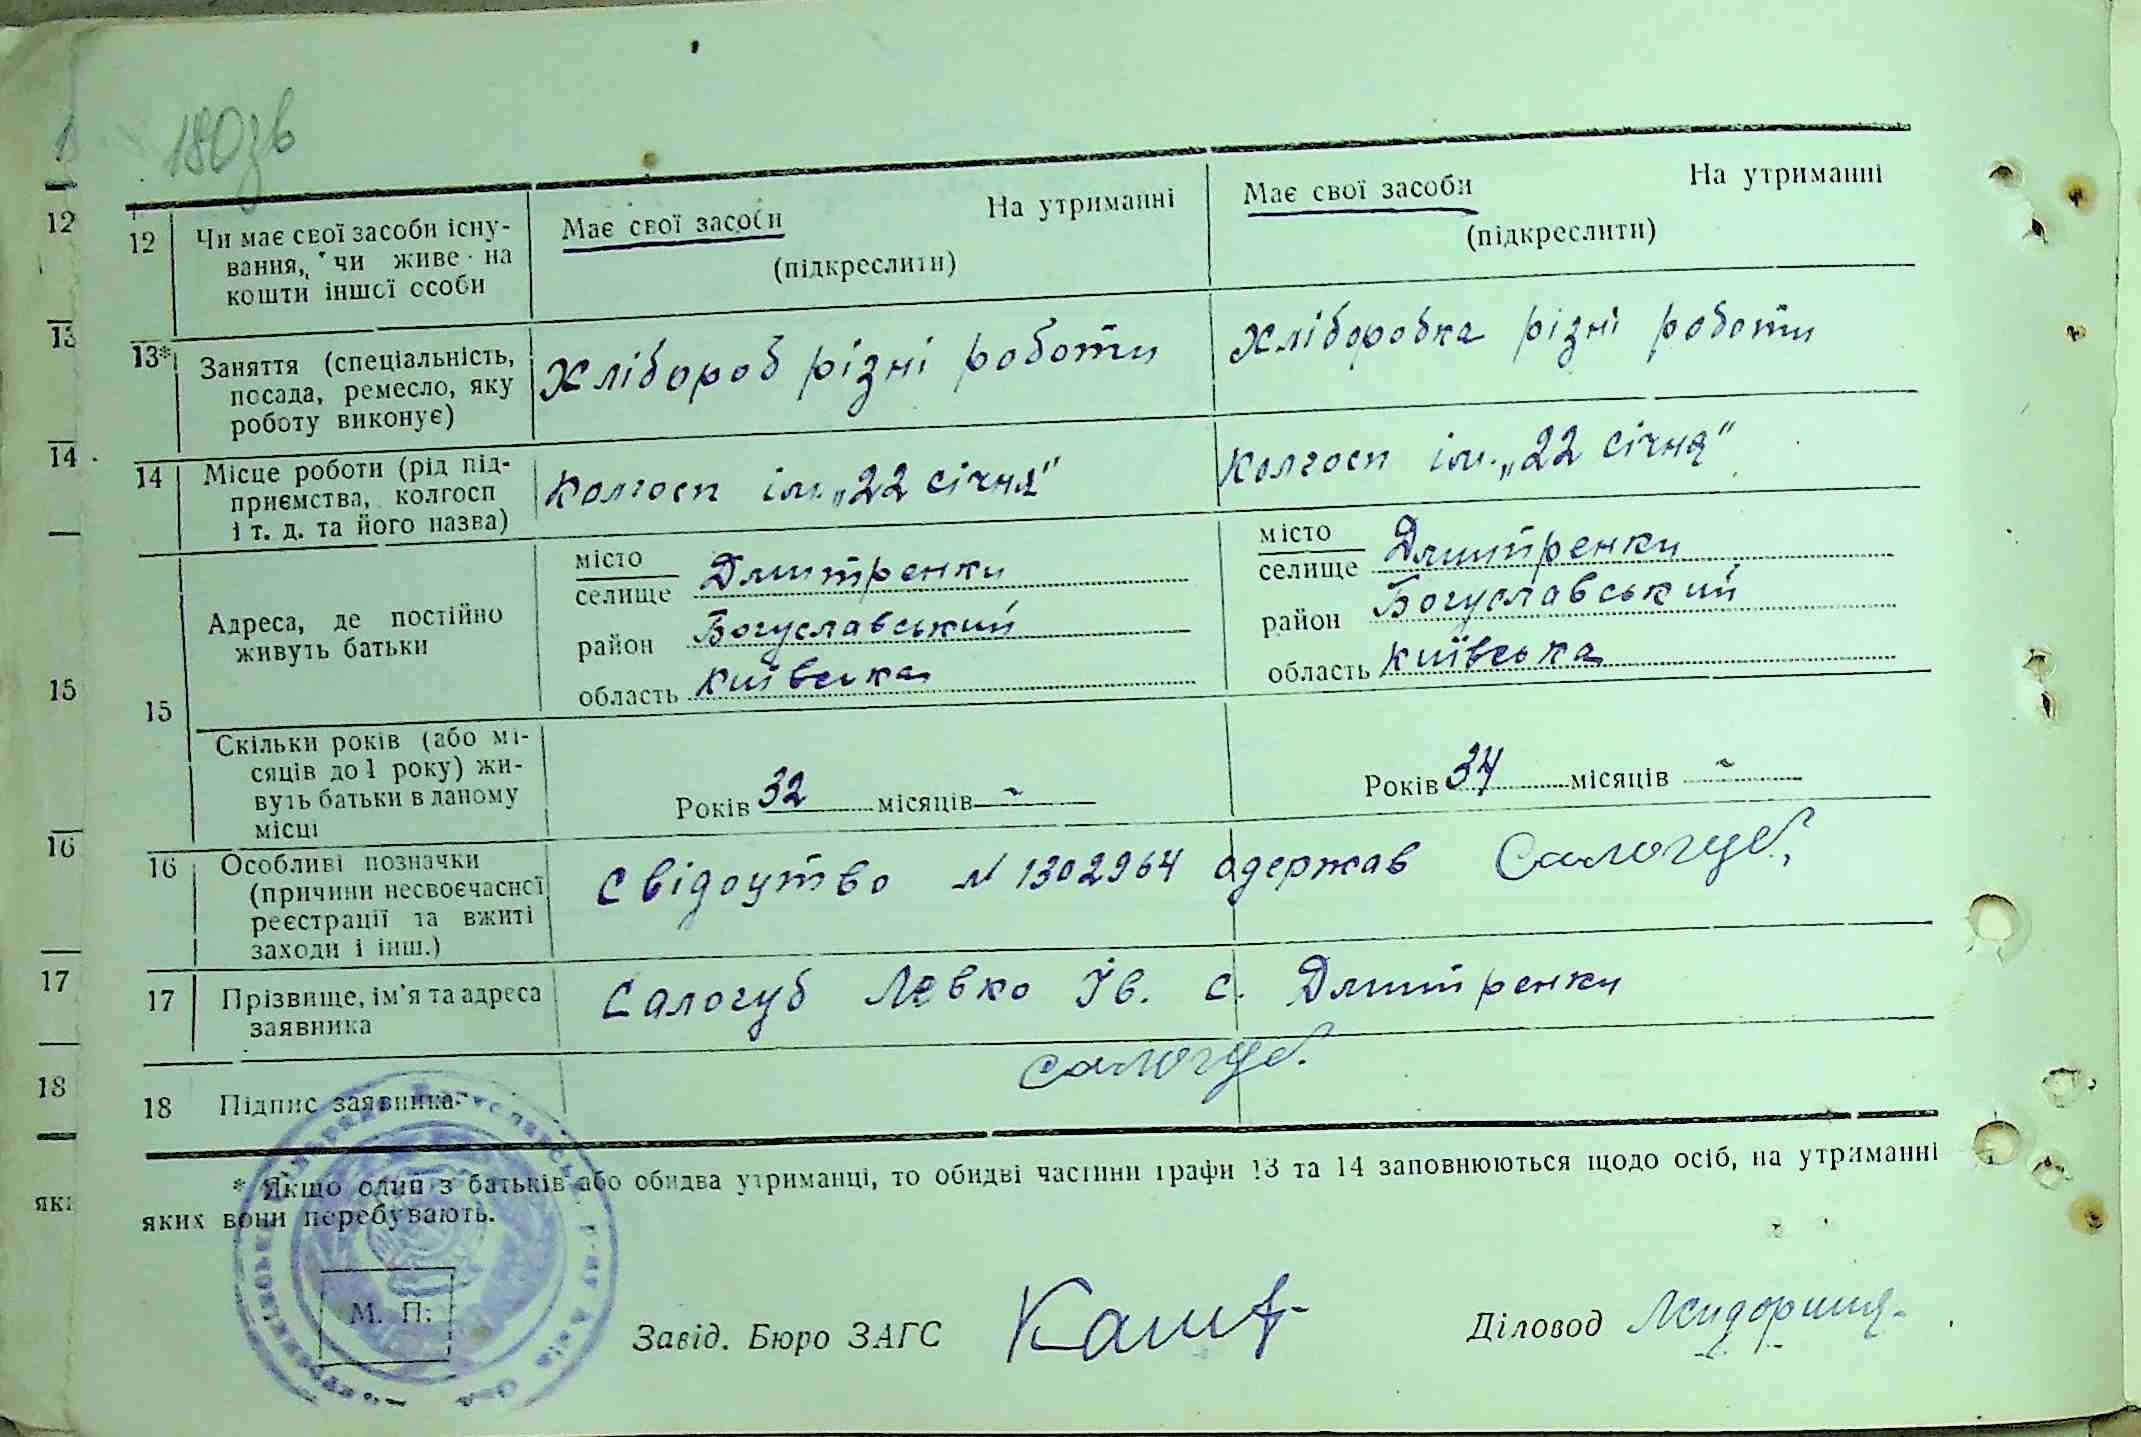 180зв
12 Чи має свої засоби існу-
вання, чи живе на
кошти іншої особи
Має свої засоби На утриманні
(підкреслити)
Має свої засоби На утриманні
(підкреслити)
13* Заняття (спеціальність,
посада, ремесло, яку
роботу виконує)
Хлібороб різні роботи
Хліборобка різні роботи
14 Місце роботи (рід під-
приємства, колгосп
і т. д. та його назва)
Колгосп ім. „22 січня"
Колгосп ім. „22 січня"
15 Адреса, де постійно
живуть батьки
місто
селище Дмитренки
район Богуславський
область Київська
місто
селище Дмитренки
район Богуславський
область Київська
Скільки років (або мі-
сяців до 1 року) жи-
вуть батьки в даному
місці
Років 32 місяців -
Років 34 місяців -
16 Особливі позначки
(причини несвоєчасної
реєстрації та вжиті
заходи і інш.)
Свідоцтво N 1302964 одержав Салогуб
17 Прізвище, ім'я та адреса
заявника
Салогуб Левко Ів. с. Дмитренки
18 Підпис заявника
Салогуб
* Якщо один з батьків або обидва утриманці, то обидві частини графи 13 та 14 заповнюються щодо осіб, на утриманні
яких вони перебувають.
М. П.
Завід. Бюро ЗАГС
Діловод
12
13
14
15
16
17
18
які